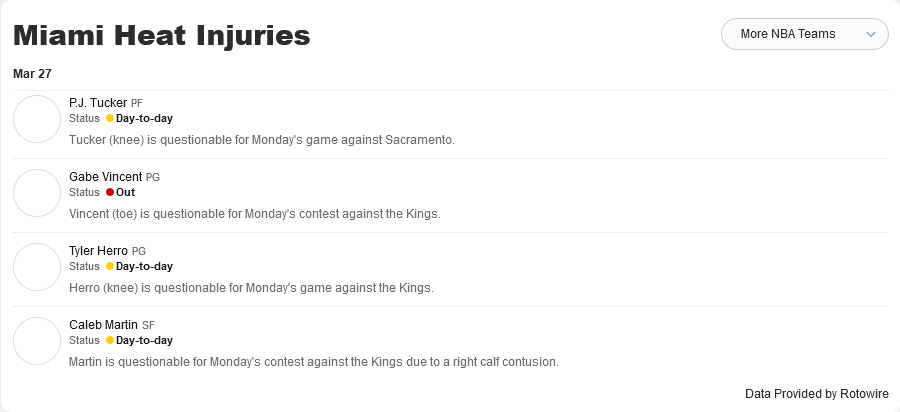 Miami Heat Injuries
More NBA Teams
Mar 27
P.J. Tucker PF
Status Day-to-day
Tucker (knee) is questionable for Monday's game against Sacramento.
Gabe Vincent PG
Status Out
Vincent (toe) is questionable for Monday's contest against the Kings.
Tyler Herro PG
Status Day-to-day
Herro (knee) is questionable for Monday's game against the Kings.
Caleb Martin SF
Status Day-to-day
Martin is questionable for Monday's contest against the Kings due to a right calf contusion.
Data Provided by Rotowire